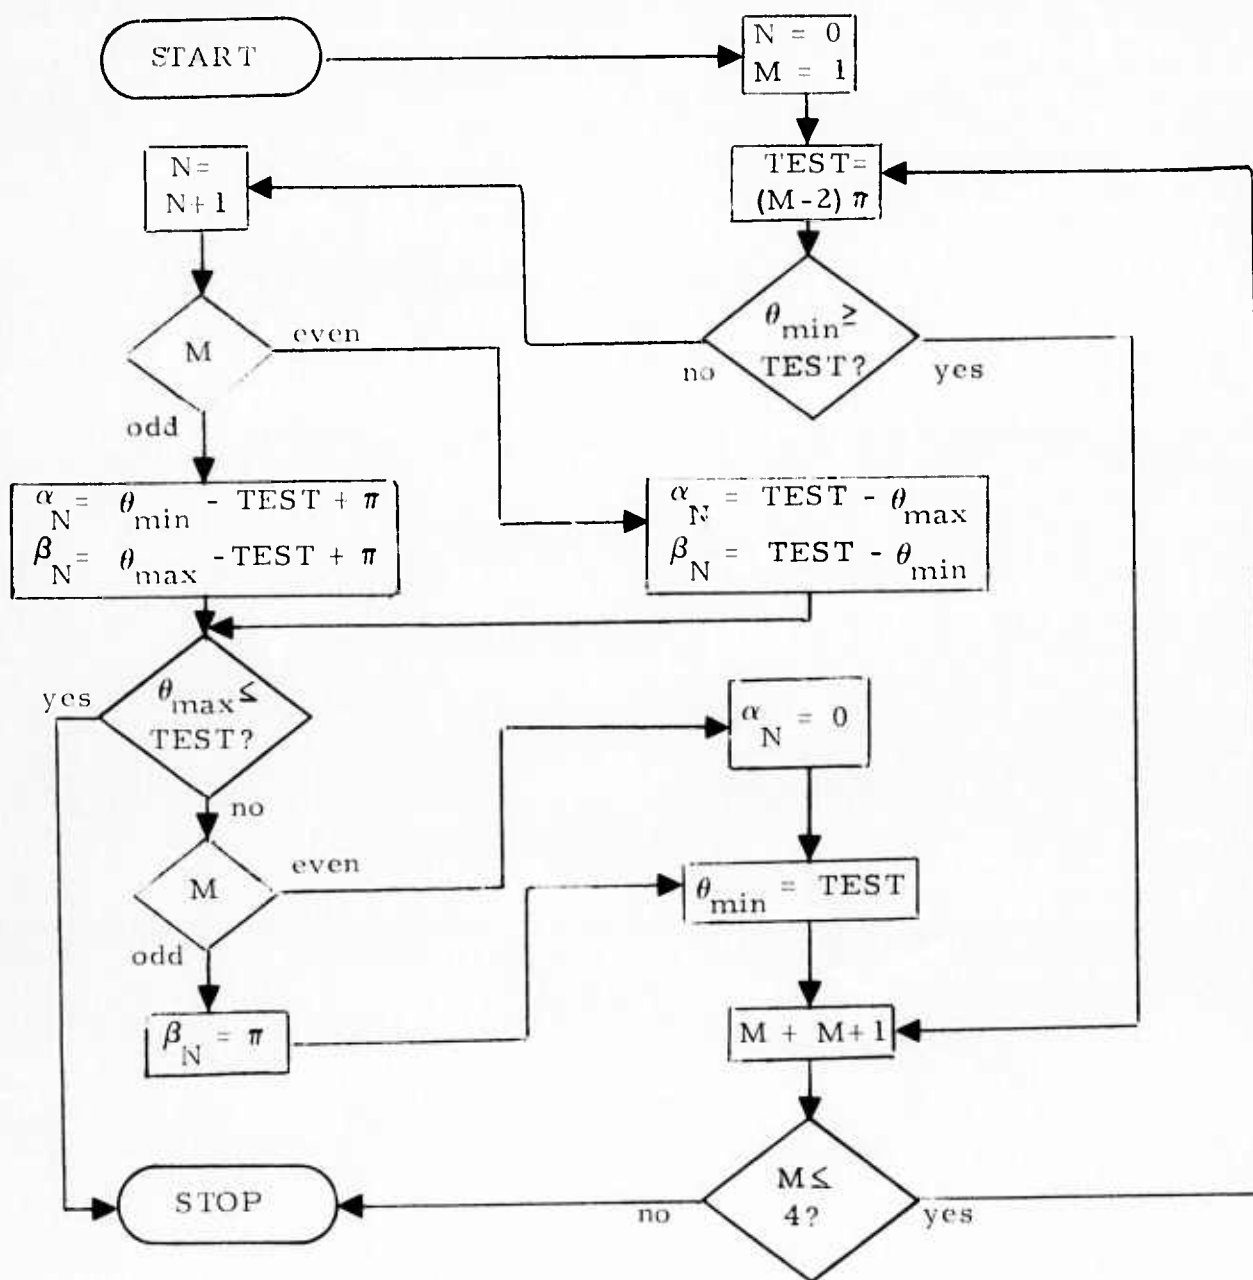 START
N = 0
M = 1
N=
N+1
TEST=
(M-2) π
M
even
odd
θmin ≥
TEST?
no
yes
αN = θmin - TEST + π
βN = θmax - TEST + π
αN = TEST - θmax
βN = TEST - θmin
yes
θmax ≤
TEST?
no
αN = 0
M
even
odd
θmin = TEST
βN = π
M + M+1
STOP
M ≤
4?
no
yes